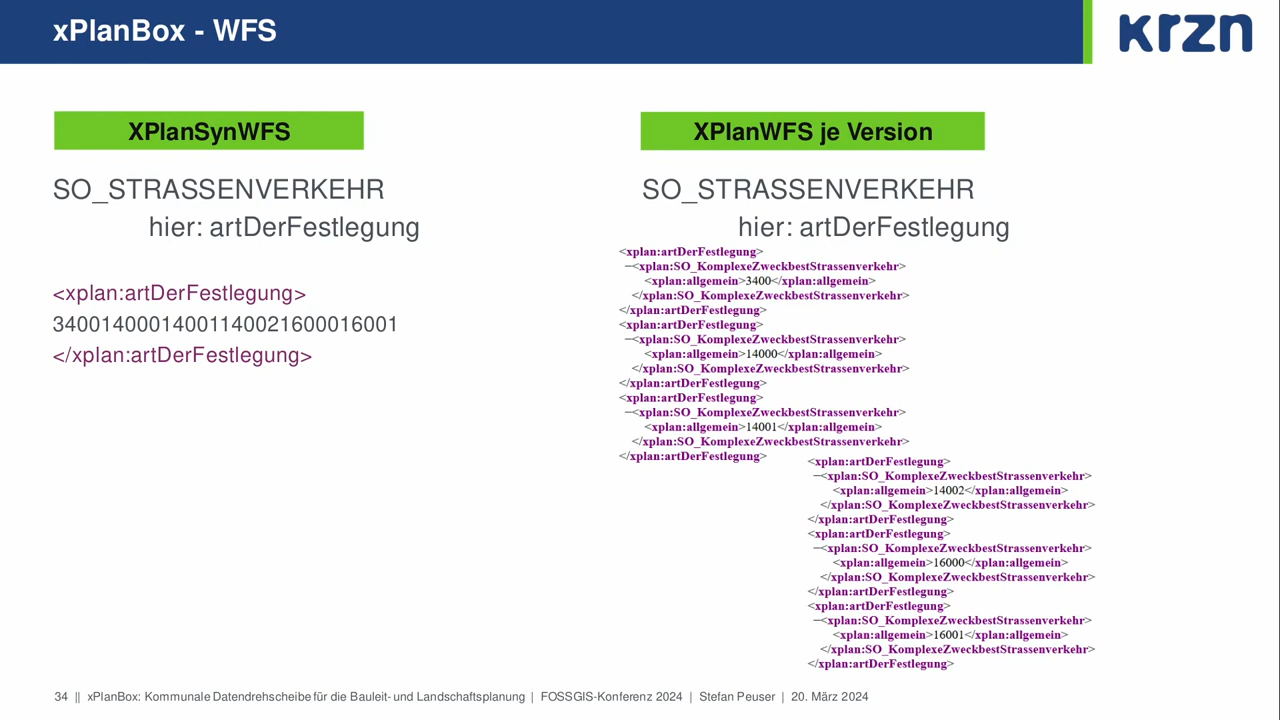 xPlanBox - WFS
krzn
XPlanSynWFS
SO_STRASSENVERKEHR
hier: artDerFestlegung
<xplan:artDerFestlegung>
34001400014001140021600016001
</xplan:artDerFestlegung>
XPlanWFS je Version
SO_STRASSENVERKEHR
hier: artDerFestlegung
<xplan:artDerFestlegung>
–<xplan:SO_KomplexeZweckbestStrassenverkehr>
<xplan:allgemein>3400</xplan:allgemein>
</xplan:SO_KomplexeZweckbestStrassenverkehr>
</xplan:artDerFestlegung>
<xplan:artDerFestlegung>
–<xplan:SO_KomplexeZweckbestStrassenverkehr>
<xplan:allgemein>14000</xplan:allgemein>
</xplan:SO_KomplexeZweckbestStrassenverkehr>
</xplan:artDerFestlegung>
<xplan:artDerFestlegung>
–<xplan:SO_KomplexeZweckbestStrassenverkehr>
<xplan:allgemein>14001</xplan:allgemein>
</xplan:SO_KomplexeZweckbestStrassenverkehr>
</xplan:artDerFestlegung>
<xplan:artDerFestlegung>
–<xplan:SO_KomplexeZweckbestStrassenverkehr>
<xplan:allgemein>14002</xplan:allgemein>
</xplan:SO_KomplexeZweckbestStrassenverkehr>
</xplan:artDerFestlegung>
<xplan:artDerFestlegung>
–<xplan:SO_KomplexeZweckbestStrassenverkehr>
<xplan:allgemein>16000</xplan:allgemein>
</xplan:SO_KomplexeZweckbestStrassenverkehr>
</xplan:artDerFestlegung>
<xplan:artDerFestlegung>
–<xplan:SO_KomplexeZweckbestStrassenverkehr>
<xplan:allgemein>16001</xplan:allgemein>
</xplan:SO_KomplexeZweckbestStrassenverkehr>
</xplan:artDerFestlegung>
34 || xPlanBox: Kommunale Datendrehscheibe für die Bauleit- und Landschaftsplanung | FOSSGIS-Konferenz 2024 | Stefan Peuser | 20. März 2024